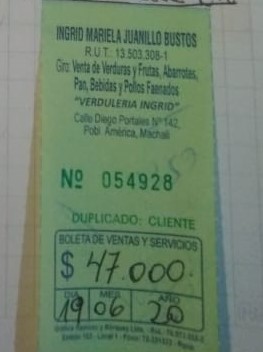 INGRID MARIELA JUANILLO BUSTOS
R.U.T.: 13.503.308-1
Giro: Venta de Verduras y Frutas, Abarrotes,
Pan, Bebidas y Pollos Faenados
"VERDULERIA INGRID"
Calle Diego Portales Nº 142,
Pobl. América, Machalí
Nº 054928
DUPLICADO: CLIENTE
BOLETA DE VENTAS Y SERVICIOS
$ 47.000.
DIA MES AÑO
19 06 20